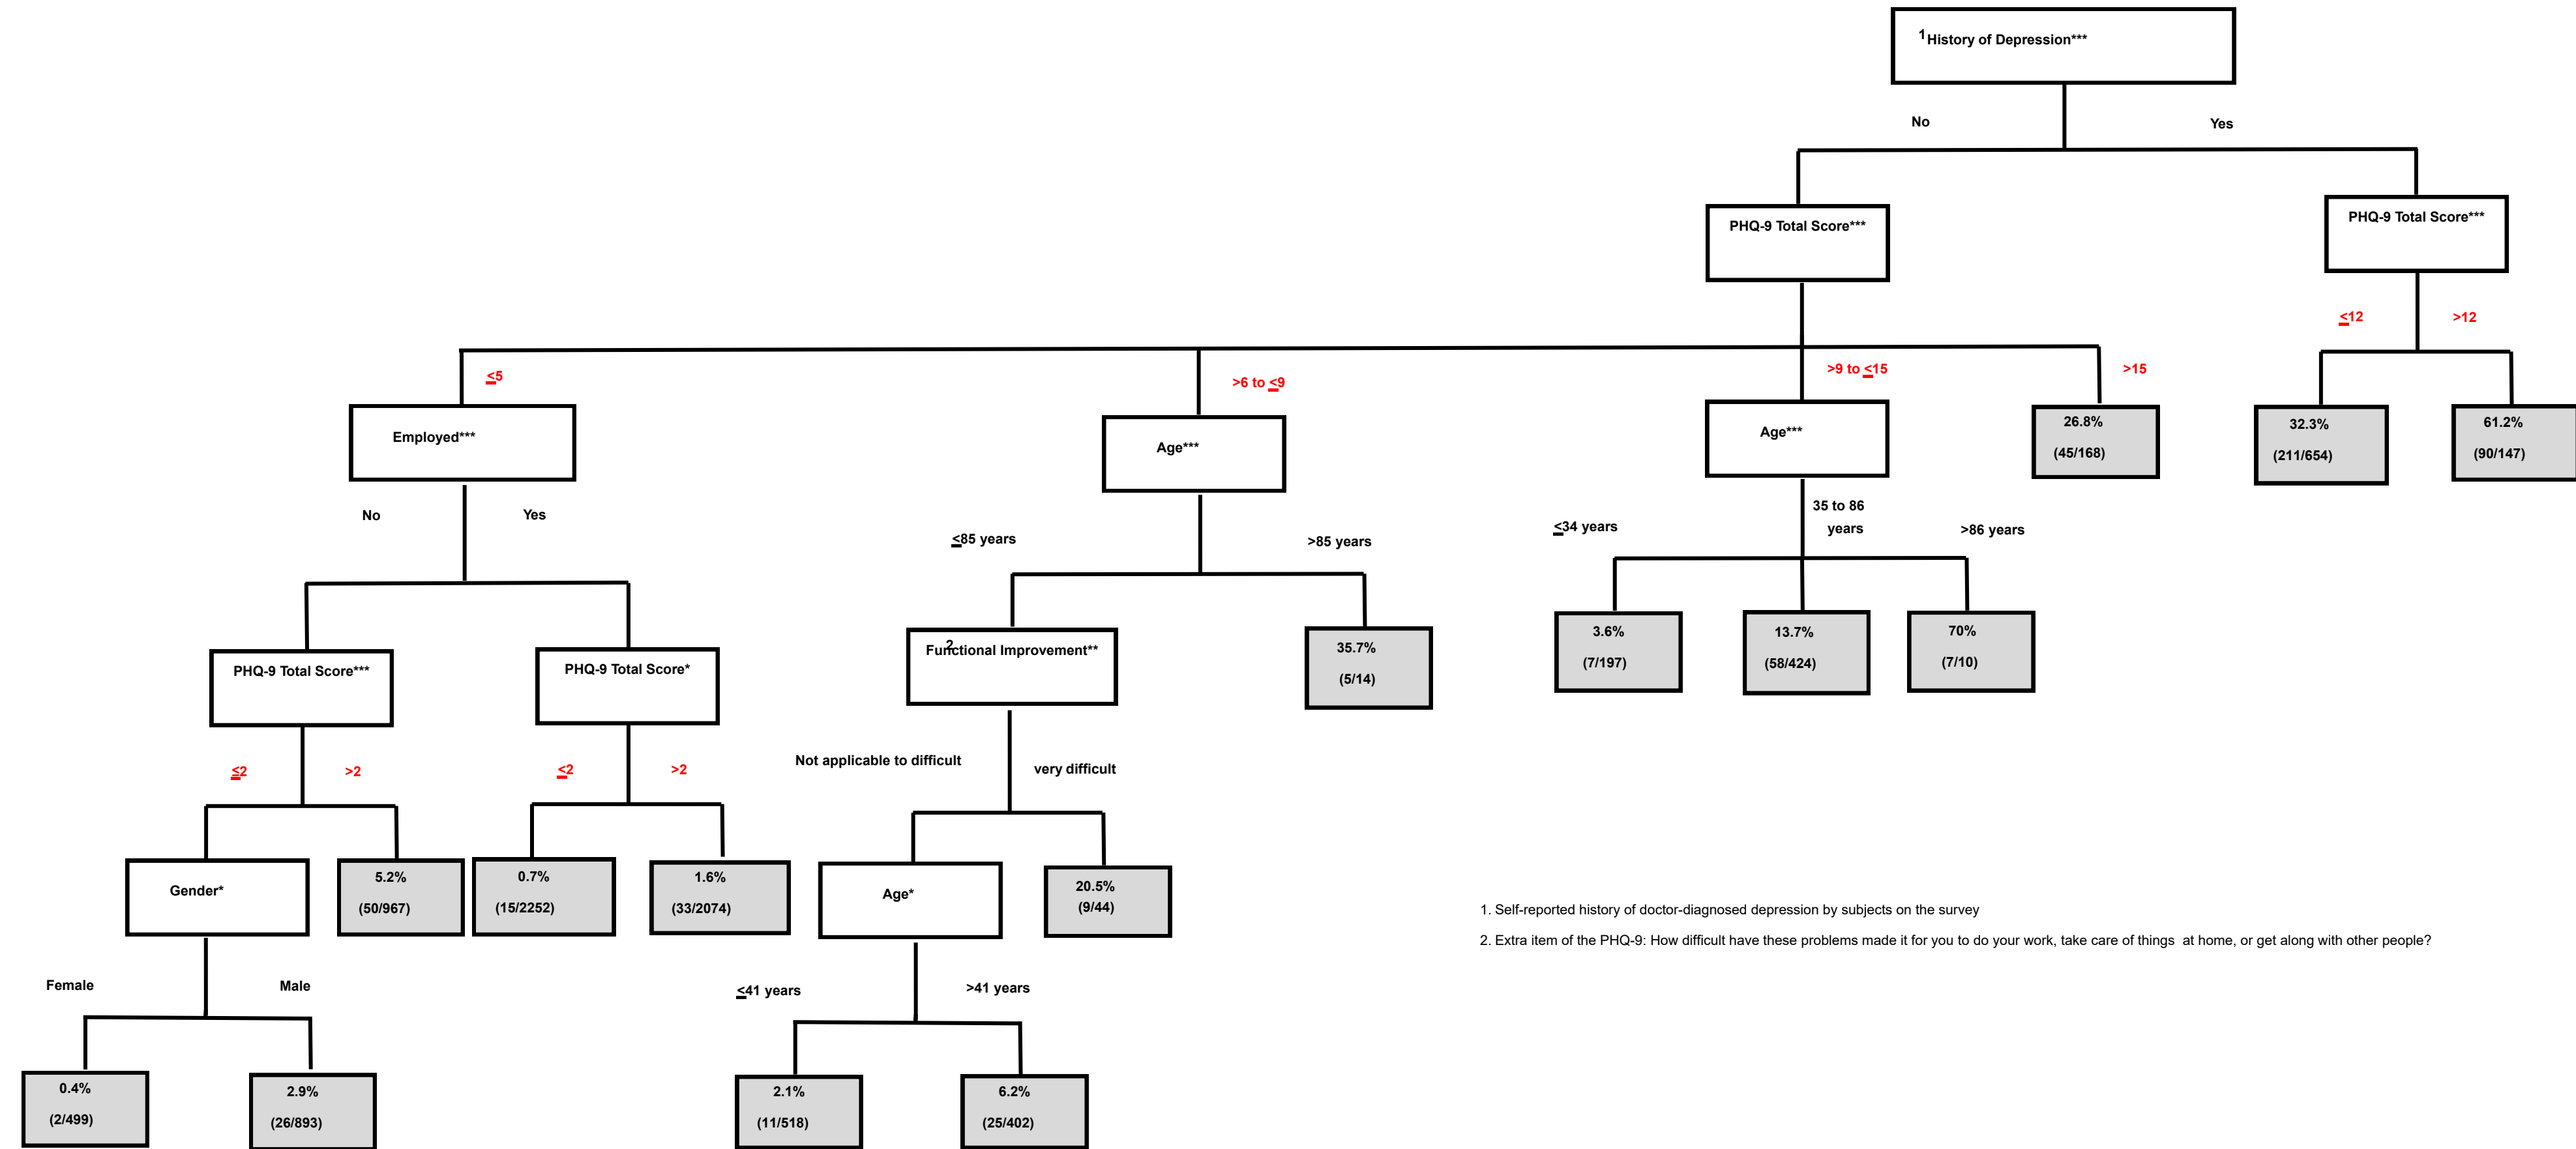 1 History of Depression***
No
Yes
PHQ-9 Total Score***
PHQ-9 Total Score***
≤12
>12
≤5
>6 to ≤9
>9 to ≤15
>15
Employed***
Age***
Age***
26.8%
(45/168)
32.3%
(211/654)
61.2%
(90/147)
No
Yes
≤85 years
>85 years
≤34 years
35 to 86
years
>86 years
PHQ-9 Total Score***
PHQ-9 Total Score*
2 Functional Improvement**
35.7%
(5/14)
3.6%
(7/197)
13.7%
(58/424)
70%
(7/10)
≤2
>2
≤2
>2
Not applicable to difficult
very difficult
Gender*
5.2%
(50/967)
0.7%
(15/2252)
1.6%
(33/2074)
Age*
20.5%
(9/44)
1. Self-reported history of doctor-diagnosed depression by subjects on the survey
2. Extra item of the PHQ-9: How difficult have these problems made it for you to do your work, take care of things at home, or get along with other people?
Female
Male
≤41 years
>41 years
0.4%
(2/499)
2.9%
(26/893)
2.1%
(11/518)
6.2%
(25/402)